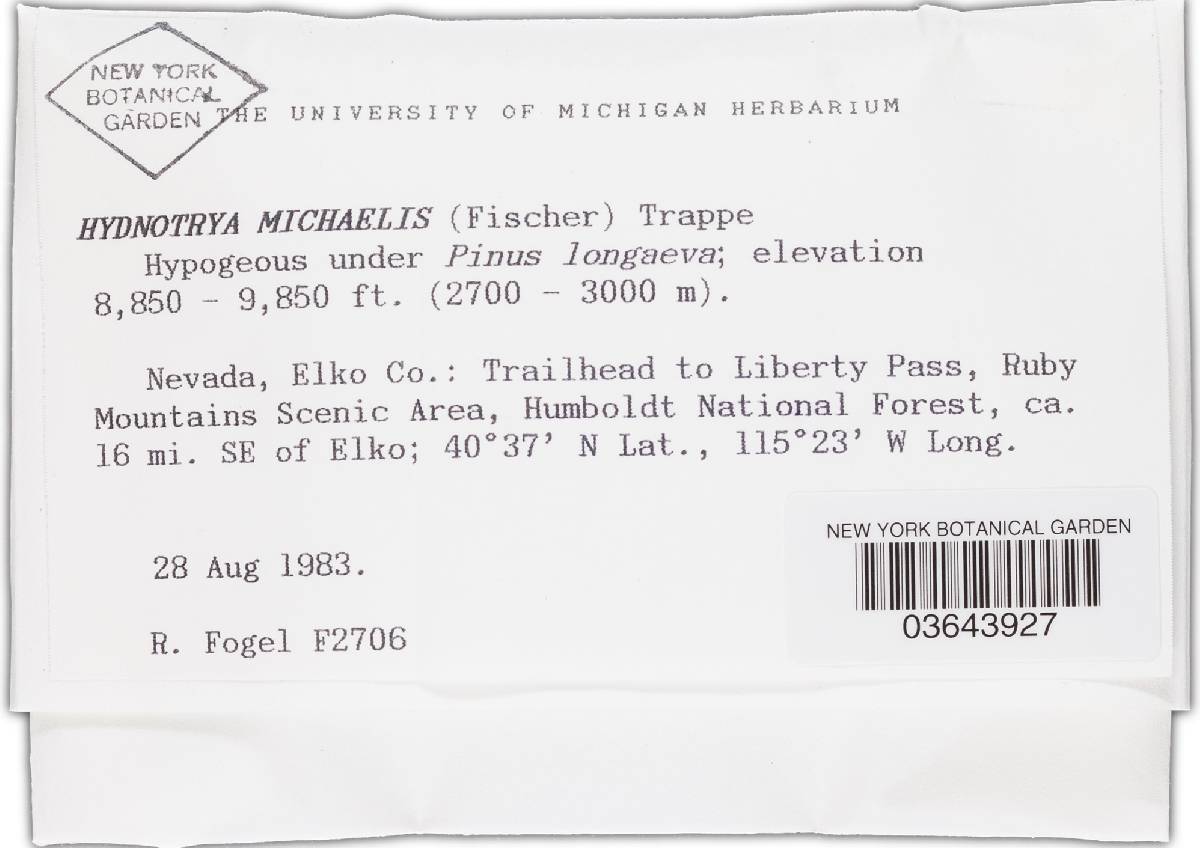 NEW YORK
BOTANICAL
GARDEN
THE UNIVERSITY OF MICHIGAN HERBARIUM
HYDNOTRYA MICHAELIS (Fischer) Trappe
Hypogeous under Pinus longaeva; elevation
8,850 - 9,850 ft. (2700 - 3000 m).
Nevada, Elko Co.: Trailhead to Liberty Pass, Ruby
Mountains Scenic Area, Humboldt National Forest, ca.
16 mi. SE of Elko; 40°37' N Lat., 115°23' W Long.
28 Aug 1983.
R. Fogel F2706
NEW YORK BOTANICAL GARDEN
03643927